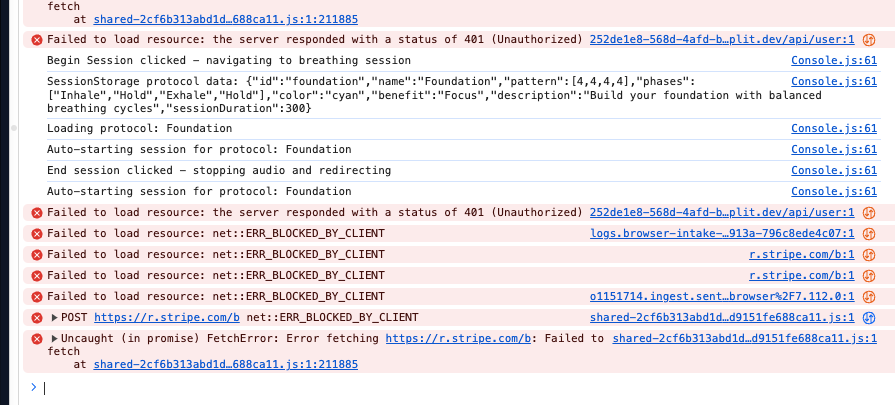 fetch
at shared-2cf6b313abd1d…688ca11.js:1:211885
Failed to load resource: the server responded with a status of 401 (Unauthorized) 252de1e8-568d-4afd-b…plit.dev/api/user:1
Begin Session clicked – navigating to breathing session Console.js:61
SessionStorage protocol data: {"id":"foundation","name":"Foundation","pattern":[4,4,4,4],"phases": Console.js:61
["Inhale","Hold","Exhale","Hold"],"color":"cyan","benefit":"Focus","description":"Build your foundation with balanced
breathing cycles","sessionDuration":300}
Loading protocol: Foundation Console.js:61
Auto-starting session for protocol: Foundation Console.js:61
End session clicked – stopping audio and redirecting Console.js:61
Auto-starting session for protocol: Foundation Console.js:61
Failed to load resource: the server responded with a status of 401 (Unauthorized) 252de1e8-568d-4afd-b…plit.dev/api/user:1
Failed to load resource: net::ERR_BLOCKED_BY_CLIENT logs.browser-intake-…913a-796c8ede4c07:1
Failed to load resource: net::ERR_BLOCKED_BY_CLIENT r.stripe.com/b:1
Failed to load resource: net::ERR_BLOCKED_BY_CLIENT r.stripe.com/b:1
Failed to load resource: net::ERR_BLOCKED_BY_CLIENT o1151714.ingest.sent…browser%2F7.112.0:1
POST https://r.stripe.com/b net::ERR_BLOCKED_BY_CLIENT shared-2cf6b313abd1d…d9151fe688ca11.js:1
Uncaught (in promise) FetchError: Error fetching https://r.stripe.com/b: Failed to shared-2cf6b313abd1d…d9151fe688ca11.js:1
fetch
at shared-2cf6b313abd1d…688ca11.js:1:211885